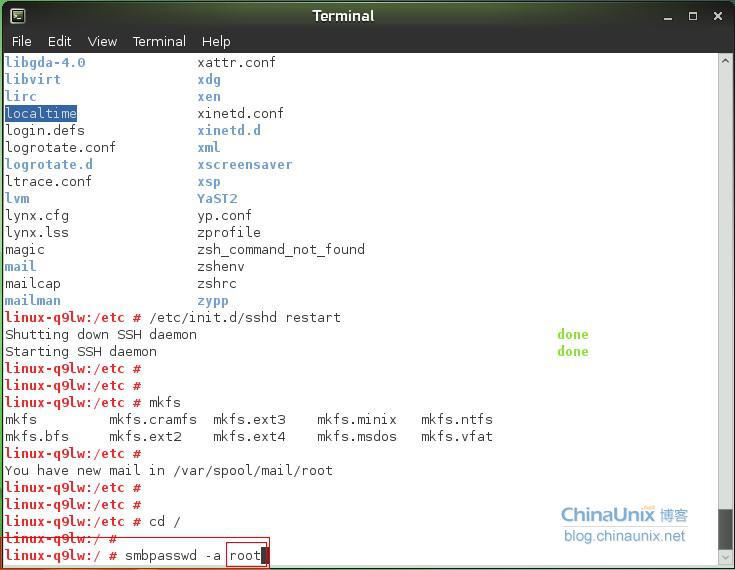 Terminal
File Edit View Terminal Help
libgda-4.0 xattr.conf
libvirt xdg
lirc xen
localtime xinetd.conf
login.defs xinetd.d
logrotate.conf xml
logrotate.d xscreensaver
ltrace.conf xsp
lvm YaST2
lynx.cfg yp.conf
lynx.lss zprofile
magic zsh_command_not_found
mail zshenv
mailcap zshrc
mailman zypp
linux-q9lw:/etc # /etc/init.d/sshd restart
Shutting down SSH daemon done
Starting SSH daemon done
linux-q9lw:/etc #
linux-q9lw:/etc #
linux-q9lw:/etc # mkfs
mkfs mkfs.cramfs mkfs.ext3 mkfs.minix mkfs.ntfs
mkfs.bfs mkfs.ext2 mkfs.ext4 mkfs.msdos mkfs.vfat
linux-q9lw:/etc #
You have new mail in /var/spool/mail/root
linux-q9lw:/etc #
linux-q9lw:/etc #
linux-q9lw:/etc # cd /
linux-q9lw:/ #
linux-q9lw:/ # smbpasswd -a root
ChinaUnix 博客
blog.chinaunix.net